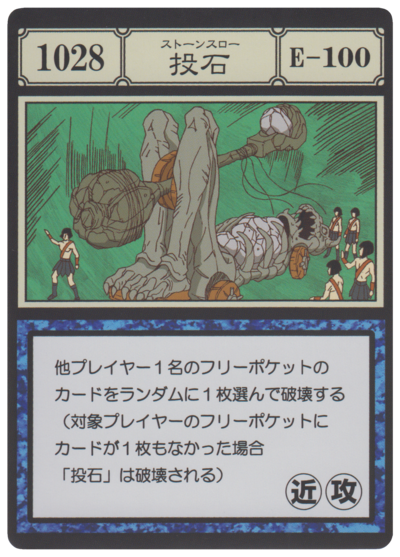 1028
ストーンスロー
投石
E-100
他プレイヤー1名のフリーポケットの
カードをランダムに1枚選んで破壊する
（対象プレイヤーのフリーポケットに
カードが1枚もなかった場合
「投石」は破壊される）
近 攻